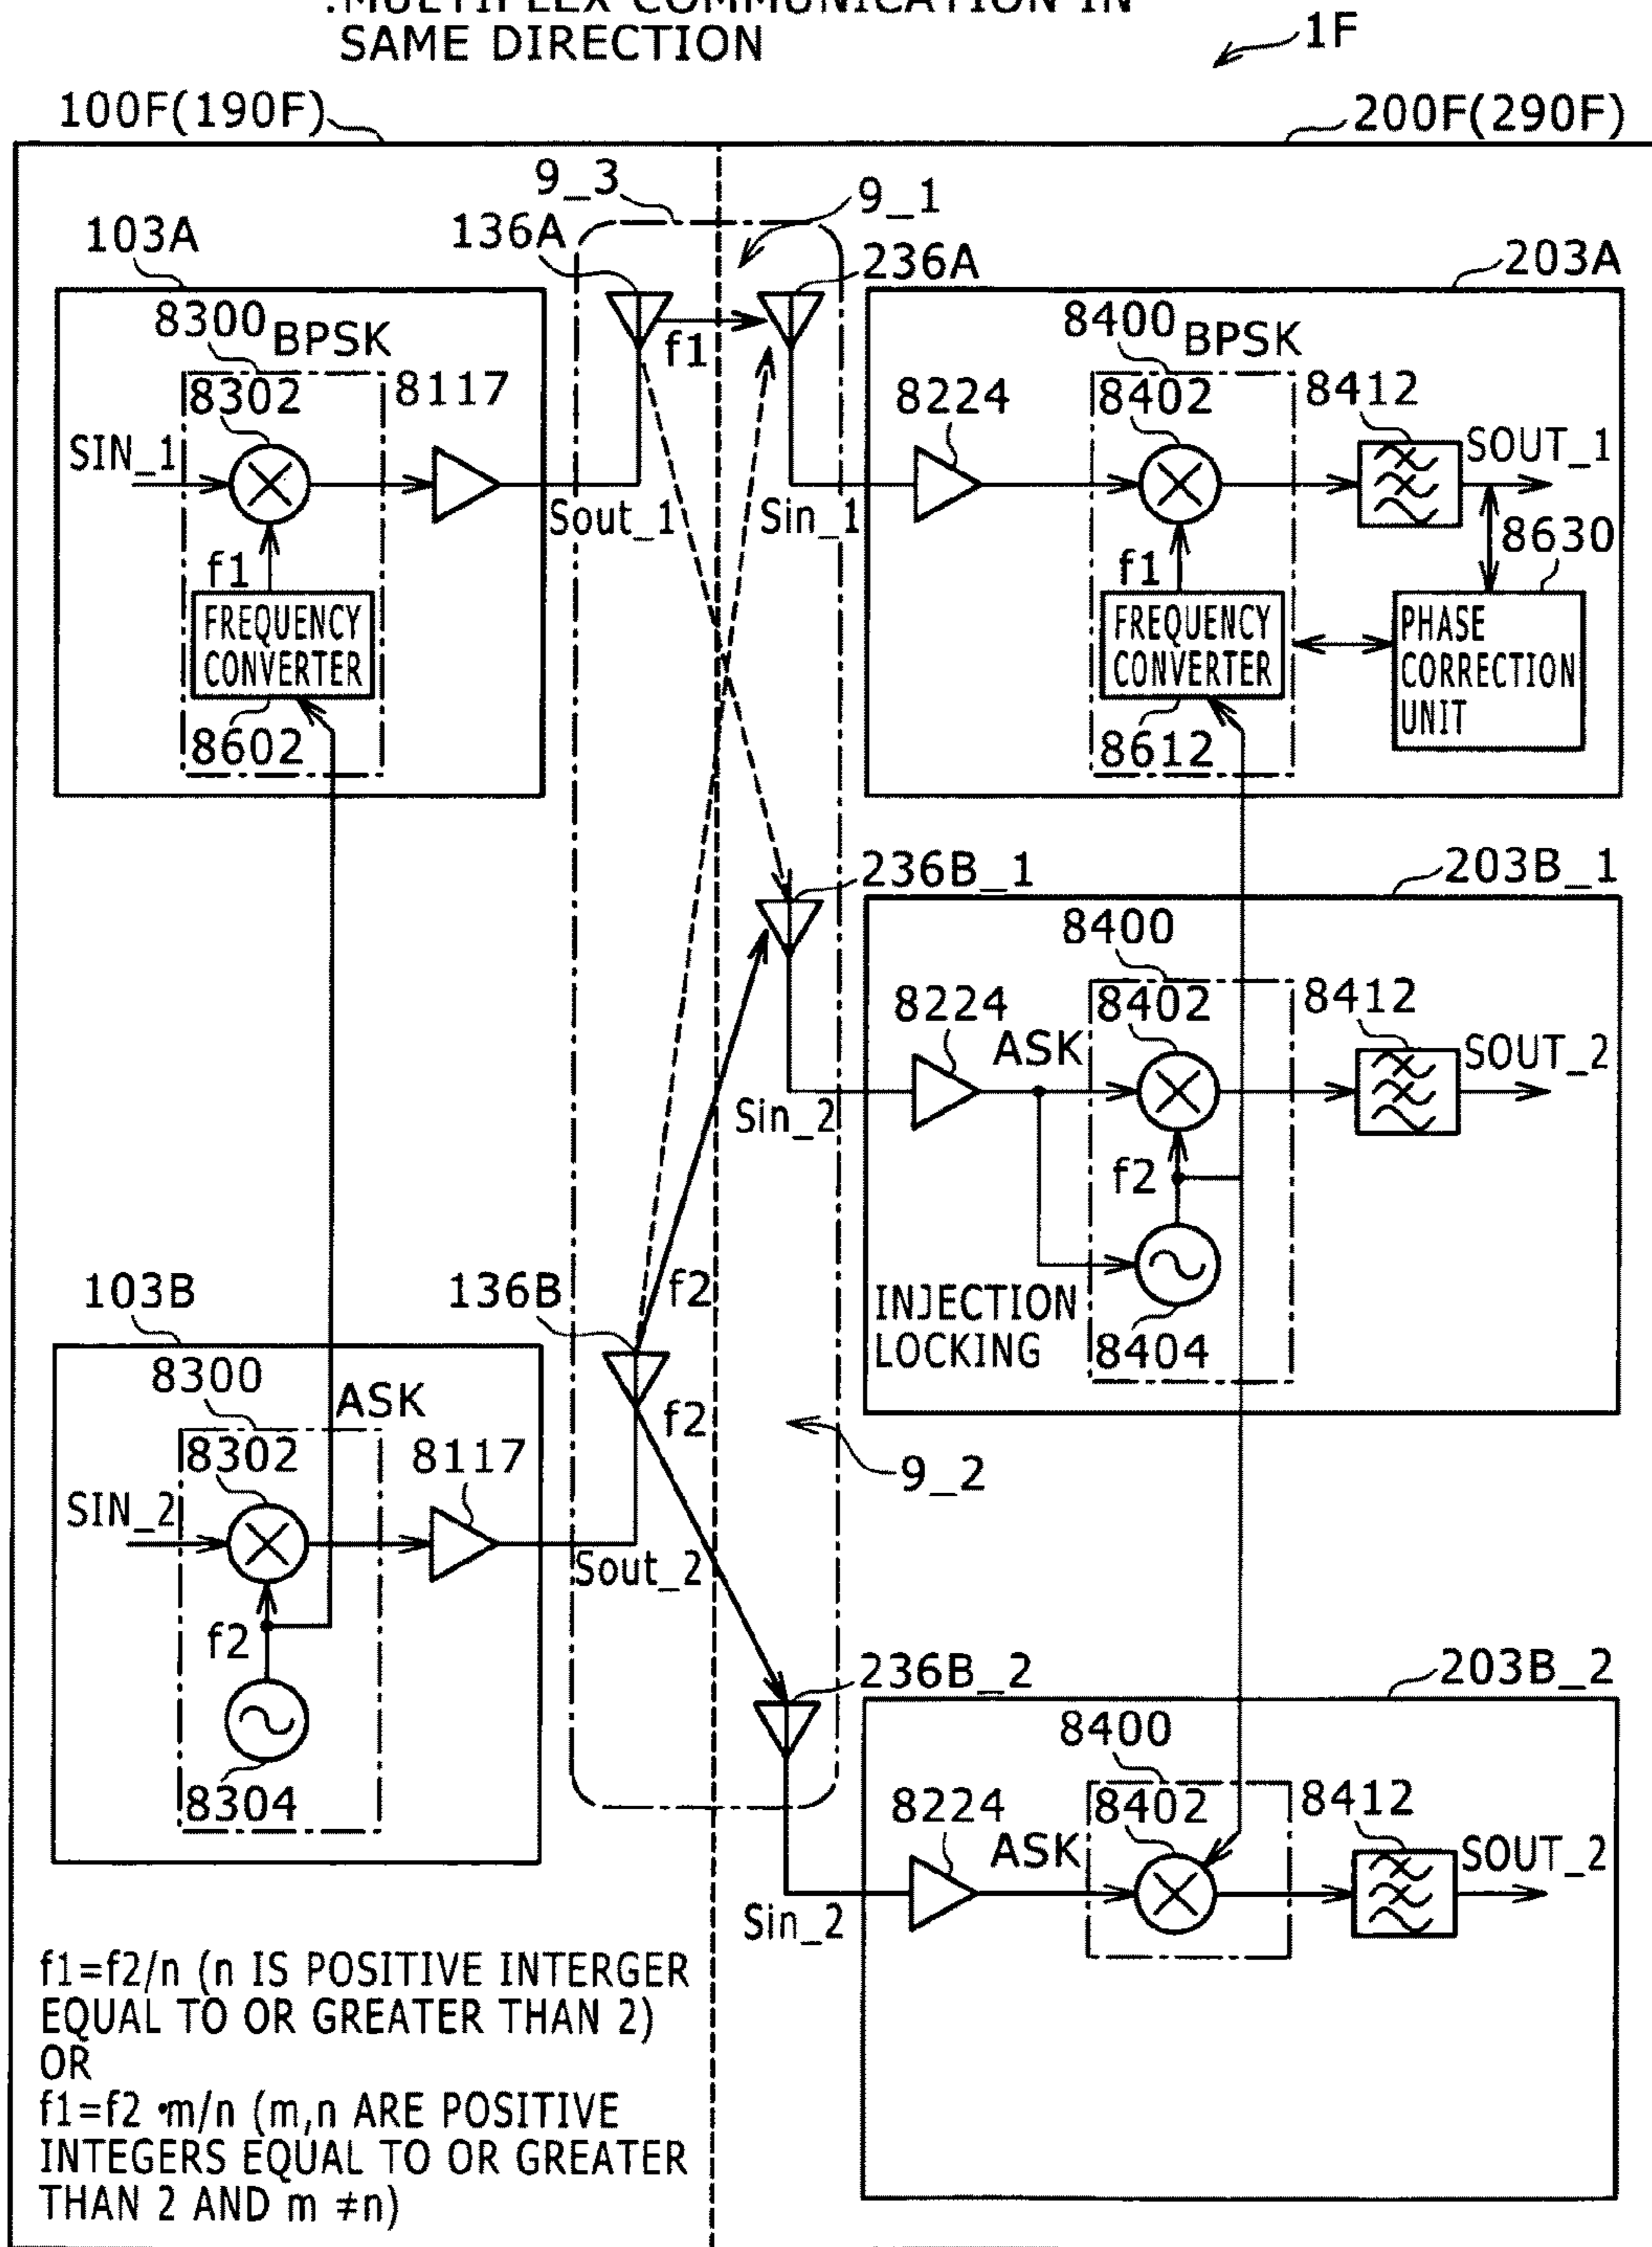 :MULTIPLEX COMMUNICATION IN
SAME DIRECTION
1F
100F(190F)
200F(290F)
9_3
9_1
103A
136A
236A
203A
8300
BPSK
8302
8117
SIN_1
f1
Sout_1
Sin_1
f1
FREQUENCY
CONVERTER
8602
8400
BPSK
8224
8402
8412
SOUT_1
8630
f1
FREQUENCY
CONVERTER
8612
PHASE
CORRECTION
UNIT
236B_1
203B_1
8400
8224
8402
8412
ASK
SOUT_2
Sin_2
f2
INJECTION
LOCKING
8404
103B
136B
f2
f2
9_2
8300
ASK
8302
8117
SIN_2
Sout_2
f2
8304
236B_2
203B_2
8400
8224
8402
8412
ASK
SOUT_2
Sin_2
f1=f2/n (n IS POSITIVE INTERGER
EQUAL TO OR GREATER THAN 2)
OR
f1=f2 •m/n (m,n ARE POSITIVE
INTEGERS EQUAL TO OR GREATER
THAN 2 AND m ≠n)